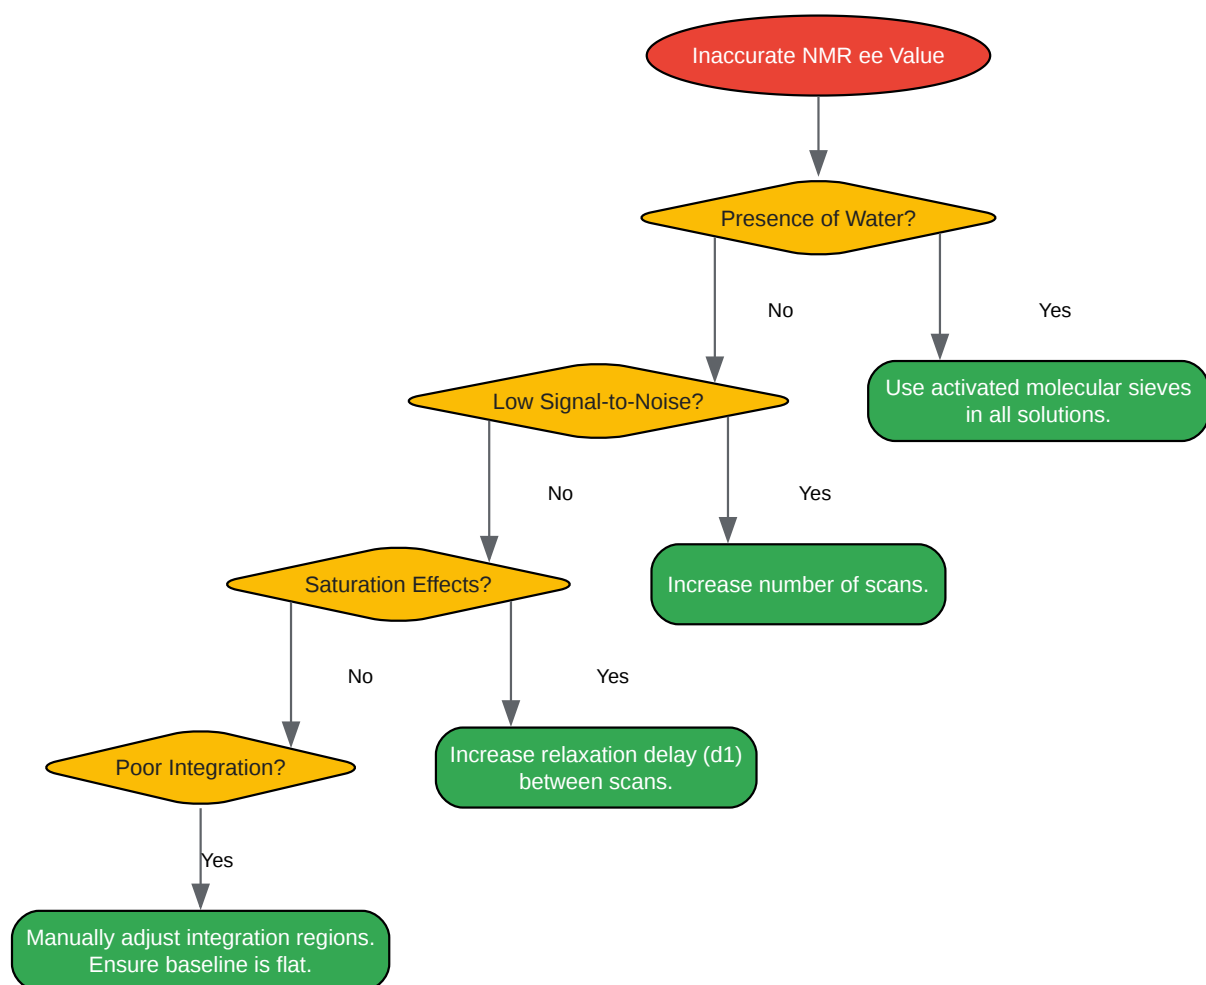 Inaccurate NMR ee Value
Presence of Water?
No
Yes
Use activated molecular sieves
in all solutions.
Low Signal-to-Noise?
No
Yes
Increase number of scans.
Saturation Effects?
No
Yes
Increase relaxation delay (d1)
between scans.
Poor Integration?
Yes
Manually adjust integration regions.
Ensure baseline is flat.